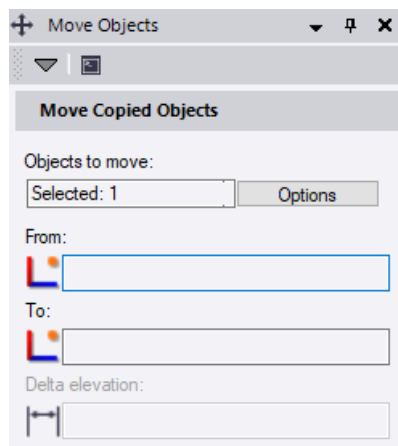 Move Objects
Move Copied Objects
Objects to move:
Selected: 1
Options
From:
To:
Delta elevation: